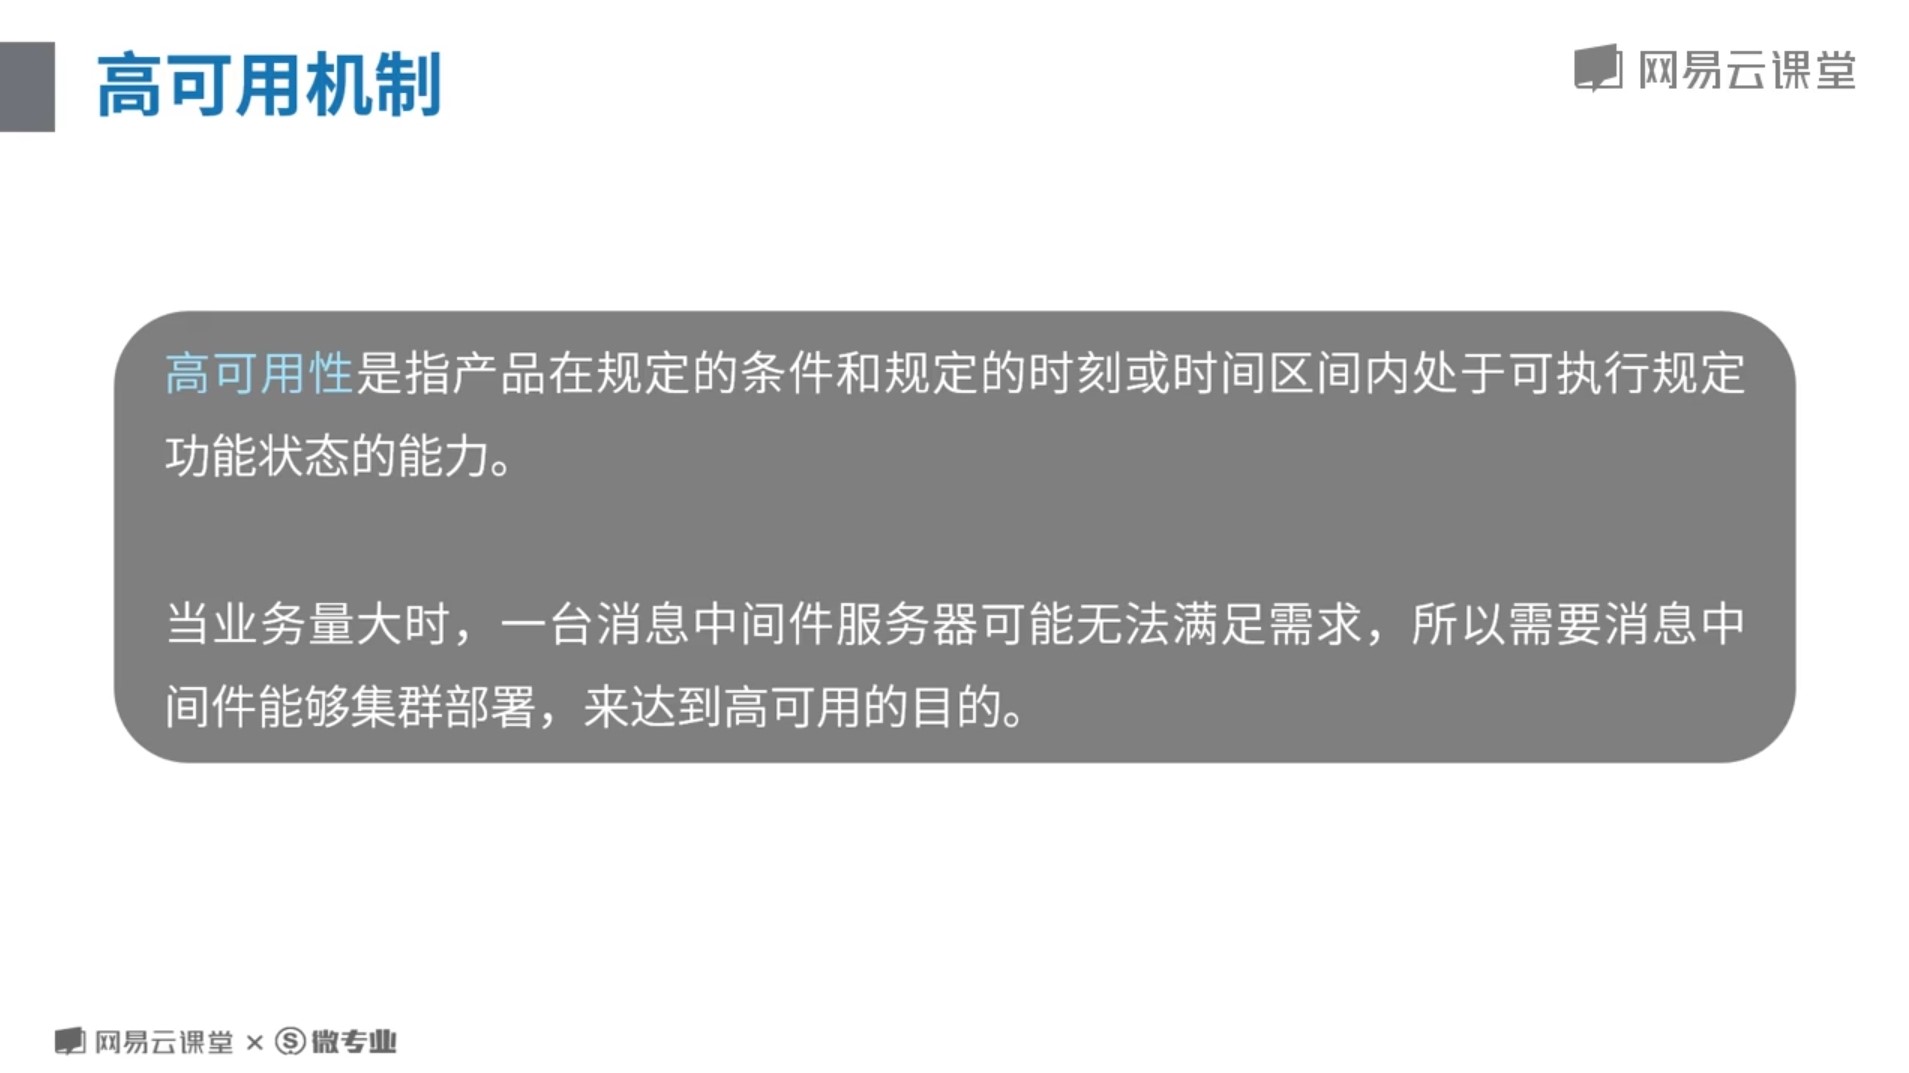 高可用机制
网易云课堂
高可用性是指产品在规定的条件和规定的时刻或时间区间内处于可执行规定
功能状态的能力。
当业务量大时，一台消息中间件服务器可能无法满足需求，所以需要消息中
间件能够集群部署，来达到高可用的目的。
网易云课堂 × 微专业